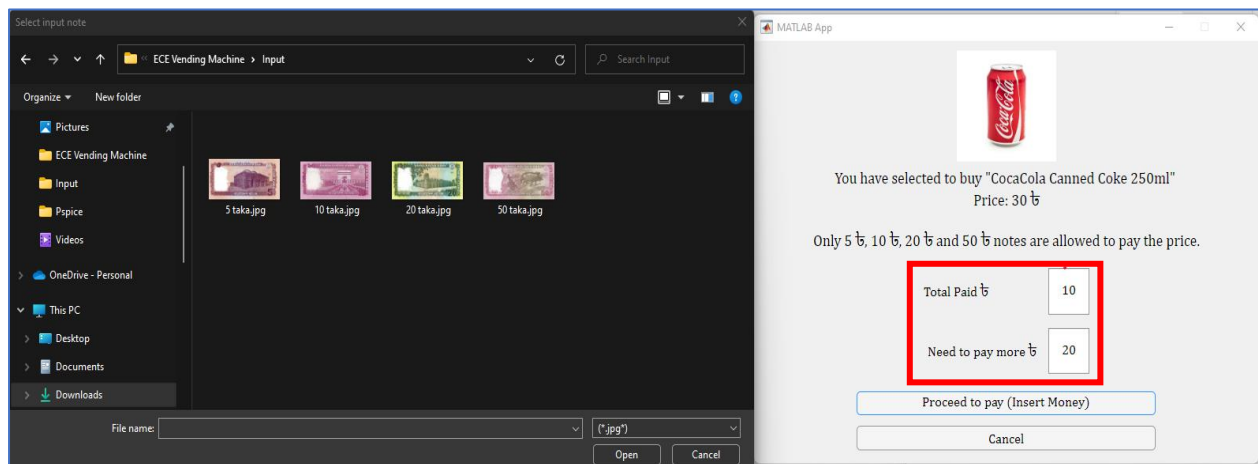 Select input note
ECE Vending Machine > Input
Search Input
Organize
New folder
Pictures
ECE Vending Machine
Input
Pspice
Videos
OneDrive - Personal
This PC
Desktop
Documents
Downloads
5 taka.jpg
10 taka.jpg
20 taka.jpg
50 taka.jpg
File name:
(*.jpg*)
Open
Cancel
MATLAB App
Coca-Cola
You have selected to buy "CocaCola Canned Coke 250ml"
Price: 30 ৳
Only 5 ৳, 10 ৳, 20 ৳ and 50 ৳ notes are allowed to pay the price.
Total Paid ৳ 10
Need to pay more ৳ 20
Proceed to pay (Insert Money)
Cancel